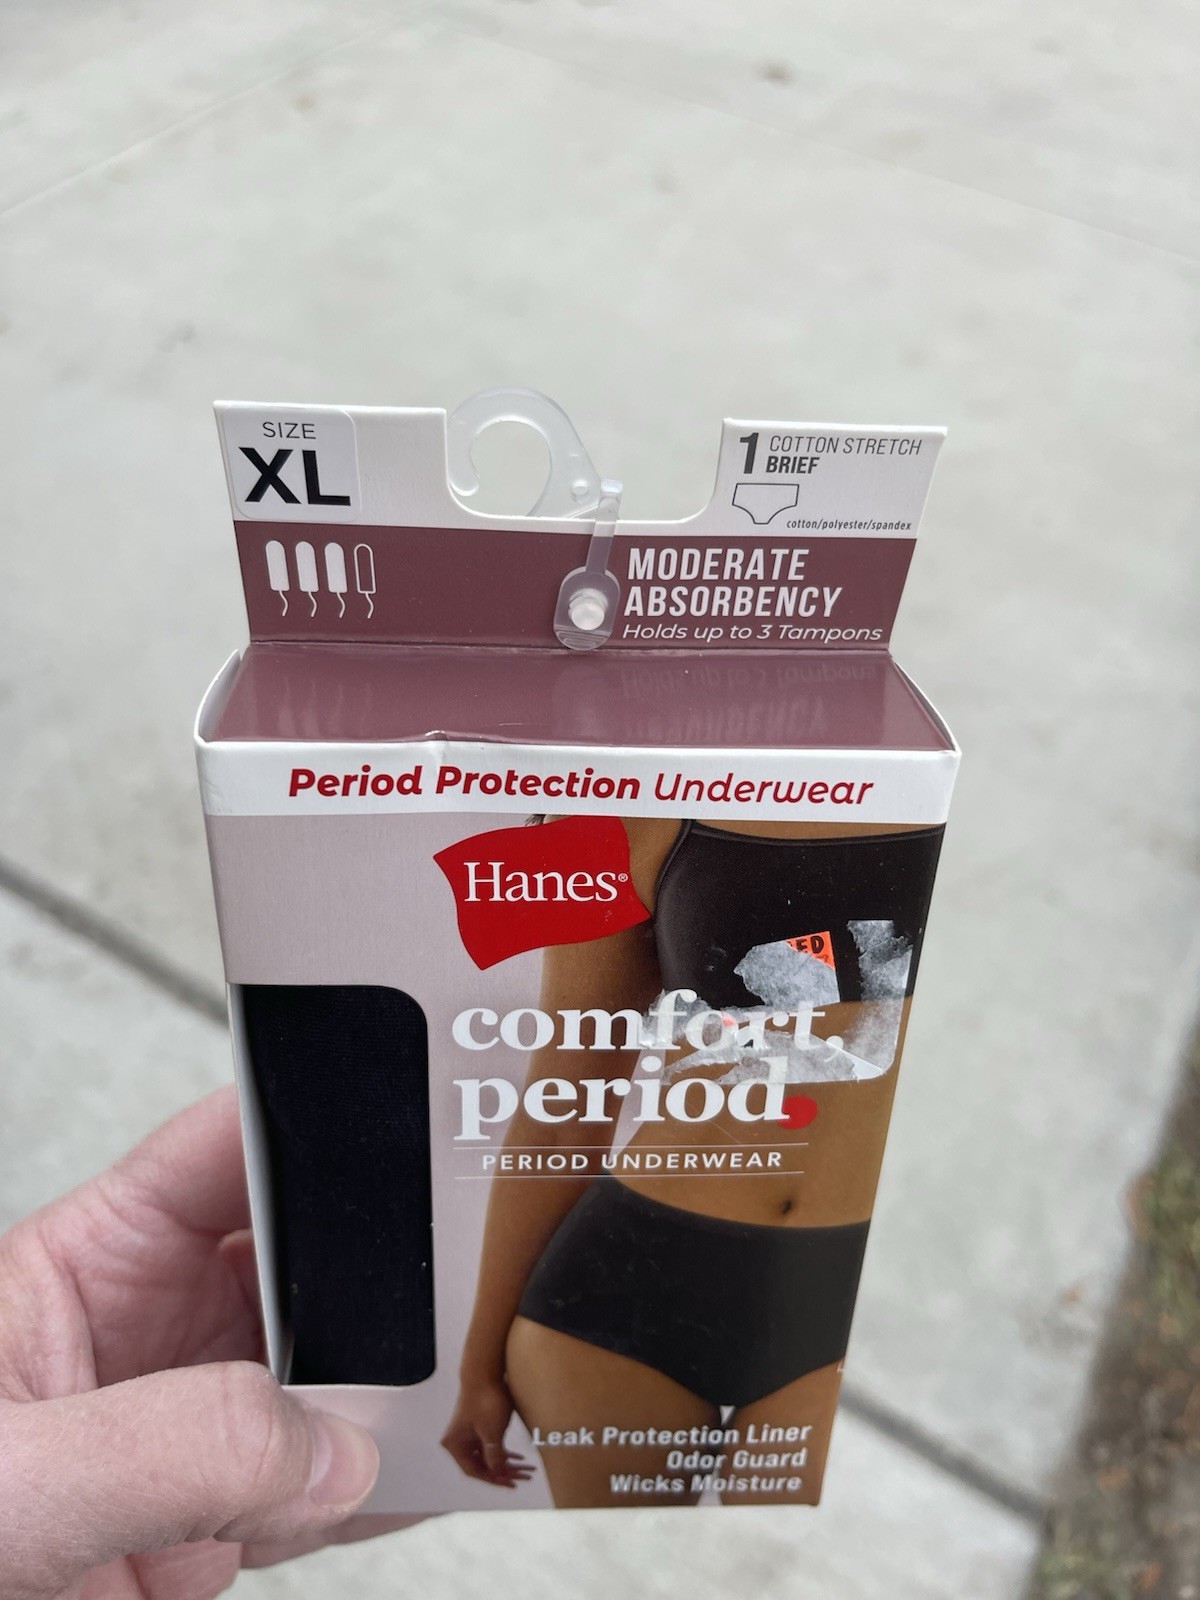 SIZE
XL
1 COTTON STRETCH
BRIEF
cotton/polyester/spandex
MODERATE
ABSORBENCY
Holds up to 3 Tampons
Period Protection Underwear
Hanes®
comfort,
period.
PERIOD UNDERWEAR
Leak Protection Liner
Odor Guard
Wicks Moisture